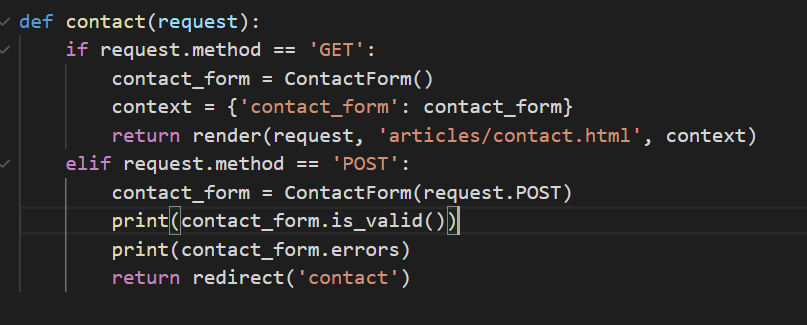 def contact(request):
    if request.method == 'GET':
        contact_form = ContactForm()
        context = {'contact_form': contact_form}
        return render(request, 'articles/contact.html', context)
    elif request.method == 'POST':
        contact_form = ContactForm(request.POST)
        print(contact_form.is_valid())
        print(contact_form.errors)
        return redirect('contact')